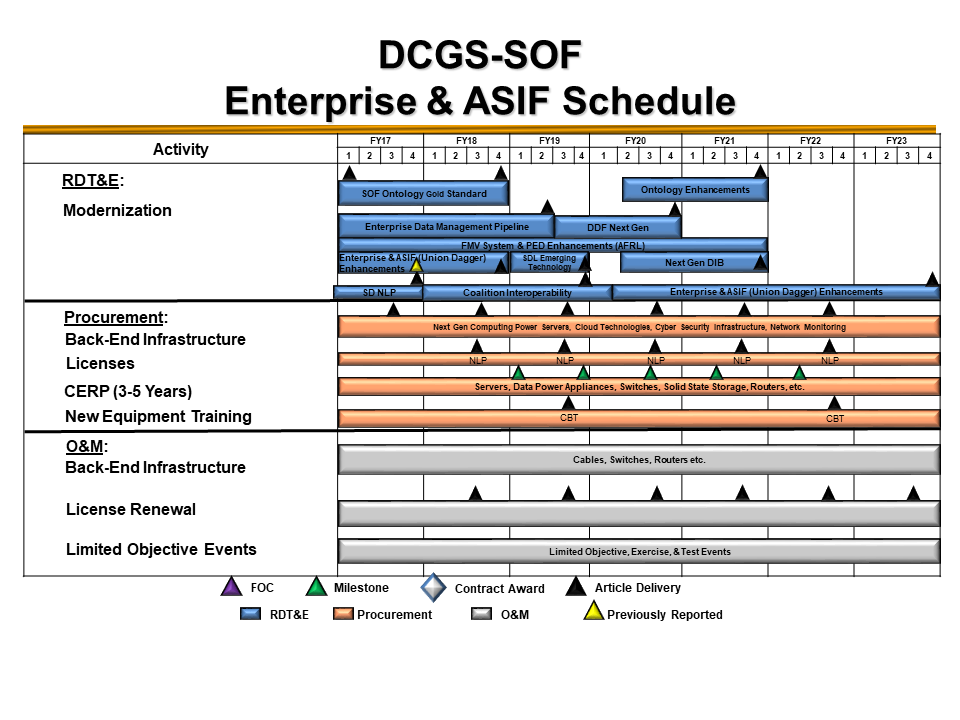 DCGS-SOF
Enterprise & ASIF Schedule
Activity
FY17 FY18 FY19 FY20 FY21 FY22 FY23
1 2 3 4 1 2 3 4 1 2 3 4 1 2 3 4 1 2 3 4 1 2 3 4 1 2 3 4
RDT&E:
SOF Ontology Gold Standard
Ontology Enhancements
Modernization
Enterprise Data Management Pipeline
DDF Next Gen
FMV System & PED Enhancements (AFRL)
Enterprise &ASIF (Union Dagger)
Enhancements
SDL Emerging
Technology
Next Gen DIB
SD NLP
Coalition Interoperability
Enterprise &ASIF (Union Dagger) Enhancements
Procurement:
Back-End Infrastructure
Next Gen Computing Power Servers, Cloud Technologies, Cyber Security Infrastructure, Network Monitoring
Licenses
NLP NLP NLP NLP NLP
CERP (3-5 Years)
Servers, Data Power Appliances, Switches, Solid State Storage, Routers, etc.
New Equipment Training
CBT CBT
O&M:
Back-End Infrastructure
Cables, Switches, Routers etc.
License Renewal
Limited Objective Events
Limited Objective, Exercise, &Test Events
FOC Milestone Contract Award Article Delivery
RDT&E Procurement O&M Previously Reported